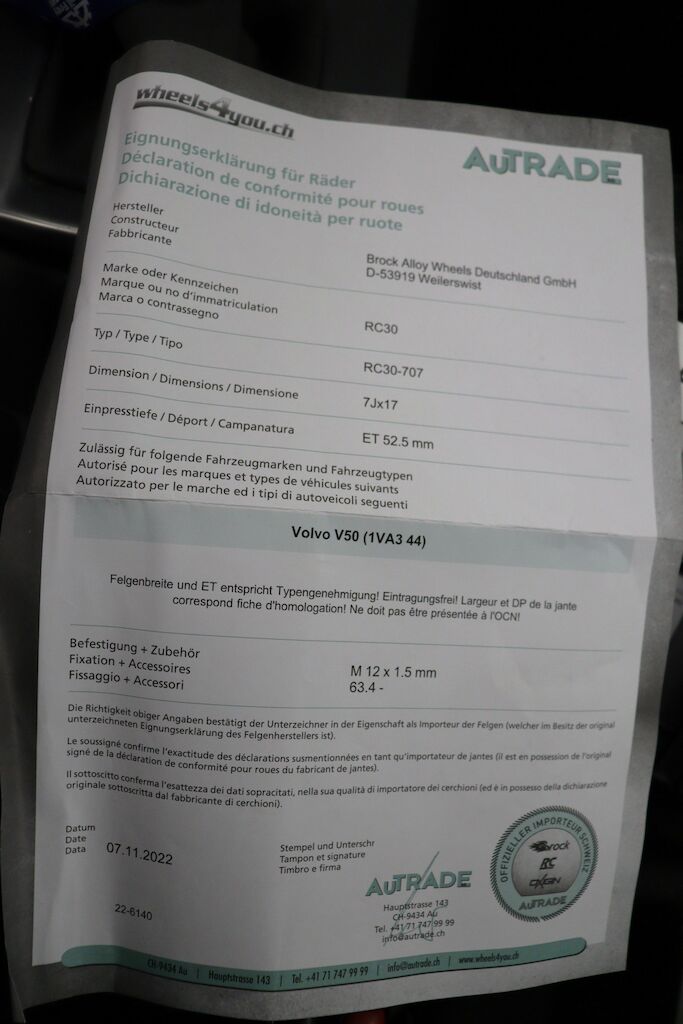 wheels4you.ch
AUTRADE
Eignungserklärung für Räder
Déclaration de conformité pour roues
Dichiarazione di idoneità per ruote
Hersteller
Constructeur
Fabbricante
Brock Alloy Wheels Deutschland GmbH
D-53919 Weilerswist
Marke oder Kennzeichen
Marque ou no d'immatriculation
Marca o contrassegno
RC30
Typ / Type / Tipo
RC30-707
Dimension / Dimensions / Dimensione
7Jx17
Einpresstiefe / Déport / Campanatura
ET 52.5 mm
Zulässig für folgende Fahrzeugmarken und Fahrzeugtypen
Autorisé pour les marques et types de véhicules suivants
Autorizzato per le marche ed i tipi di autoveicoli seguenti
Volvo V50 (1VA3 44)
Felgenbreite und ET entspricht Typengenehmigung! Eintragungsfrei! Largeur et DP de la jante
correspond fiche d'homologation! Ne doit pas être présentée à l'OCN!
Befestigung + Zubehör
Fixation + Accessoires
Fissaggio + Accessori
M 12 x 1.5 mm
63.4 -
Die Richtigkeit obiger Angaben bestätigt der Unterzeichner in der Eigenschaft als Importeur der Felgen (welcher im Besitz der original
unterzeichneten Eignungserklärung des Felgenherstellers ist).
Le soussigné confirme l'exactitude des déclarations susmentionnées en tant qu'importateur de jantes (il est en possession de l'original
signé de la déclaration de conformité pour roues du fabricant de jantes).
Il sottoscitto conferma l'esattezza dei dati sopracitati, nella sua qualità di importatore dei cerchioni (ed è in possesso della dichiarazione
originale sottoscritta dal fabbricante di cerchioni).
Datum
Date
Data
07.11.2022
Stempel und Unterschr
Tampon et signature
Timbro e firma
AUTRADE
Hauptstrasse 143
CH-9434 Au
Tel. +41 71 747 99 99
info@autrade.ch
OFFIZIELLER IMPORTEUR SCHWEIZ
Brock
RC
OXIGIN
AUTRADE
22-6140
CH-9434 Au | Hauptstrasse 143 | Tel. +41 71 747 99 99 | info@autrade.ch | www.wheels4you.ch